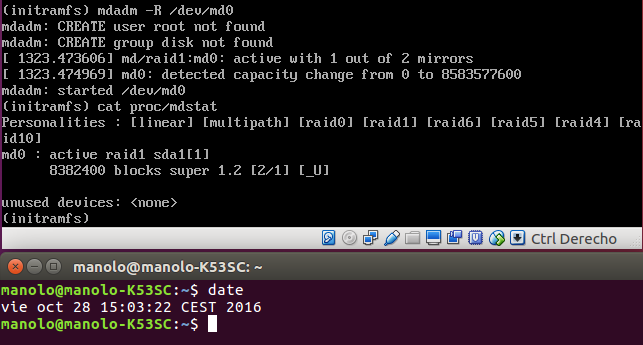 (initramfs) mdadm -R /dev/md0
mdadm: CREATE user root not found
mdadm: CREATE group disk not found
[ 1323.473606] md/raid1:md0: active with 1 out of 2 mirrors
[ 1323.474969] md0: detected capacity change from 0 to 8583577600
mdadm: started /dev/md0
(initramfs) cat proc/mdstat
Personalities : [linear] [multipath] [raid0] [raid1] [raid6] [raid5] [raid4] [ra
id10]
md0 : active raid1 sda1[1]
      8382400 blocks super 1.2 [2/1] [_U]

unused devices: <none>
(initramfs)
Ctrl Derecho
manolo@manolo-K53SC: ~
manolo@manolo-K53SC:~$ date
vie oct 28 15:03:22 CEST 2016
manolo@manolo-K53SC:~$